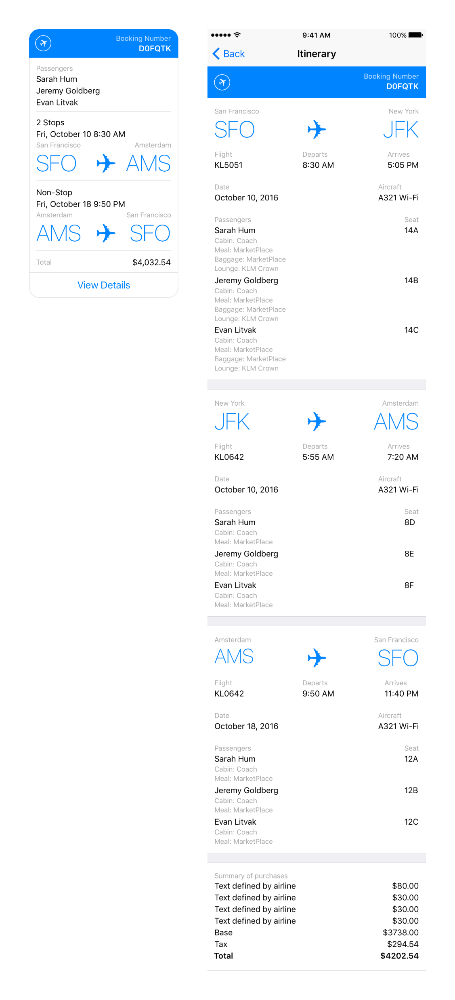 Booking Number
D0FQTK
Passengers
Sarah Hum
Jeremy Goldberg
Evan Litvak
2 Stops
Fri, October 10 8:30 AM
San Francisco Amsterdam
SFO AMS
Non-Stop
Fri, October 18 9:50 PM
Amsterdam San Francisco
AMS SFO
Total $4,032.54
View Details
9:41 AM 100%
Back Itinerary
Booking Number
D0FQTK
San Francisco New York
SFO JFK
Flight Departs Arrives
KL5051 8:30 AM 5:05 PM
Date Aircraft
October 10, 2016 A321 Wi-Fi
Passengers Seat
Sarah Hum 14A
Cabin: Coach
Meal: MarketPlace
Baggage: MarketPlace
Lounge: KLM Crown
Jeremy Goldberg 14B
Cabin: Coach
Meal: MarketPlace
Baggage: MarketPlace
Lounge: KLM Crown
Evan Litvak 14C
Cabin: Coach
Meal: MarketPlace
Baggage: MarketPlace
Lounge: KLM Crown
New York Amsterdam
JFK AMS
Flight Departs Arrives
KL0642 5:55 AM 7:20 AM
Date Aircraft
October 10, 2016 A321 Wi-Fi
Passengers Seat
Sarah Hum 8D
Cabin: Coach
Meal: MarketPlace
Jeremy Goldberg 8E
Cabin: Coach
Meal: MarketPlace
Evan Litvak 8F
Cabin: Coach
Meal: MarketPlace
Amsterdam San Francisco
AMS SFO
Flight Departs Arrives
KL0642 9:50 AM 11:40 PM
Date Aircraft
October 18, 2016 A321 Wi-Fi
Passengers Seat
Sarah Hum 12A
Cabin: Coach
Meal: MarketPlace
Jeremy Goldberg 12B
Cabin: Coach
Meal: MarketPlace
Evan Litvak 12C
Cabin: Coach
Meal: MarketPlace
Summary of purchases
Text defined by airline $80.00
Text defined by airline $30.00
Text defined by airline $30.00
Text defined by airline $30.00
Base $3738.00
Tax $294.54
Total $4202.54